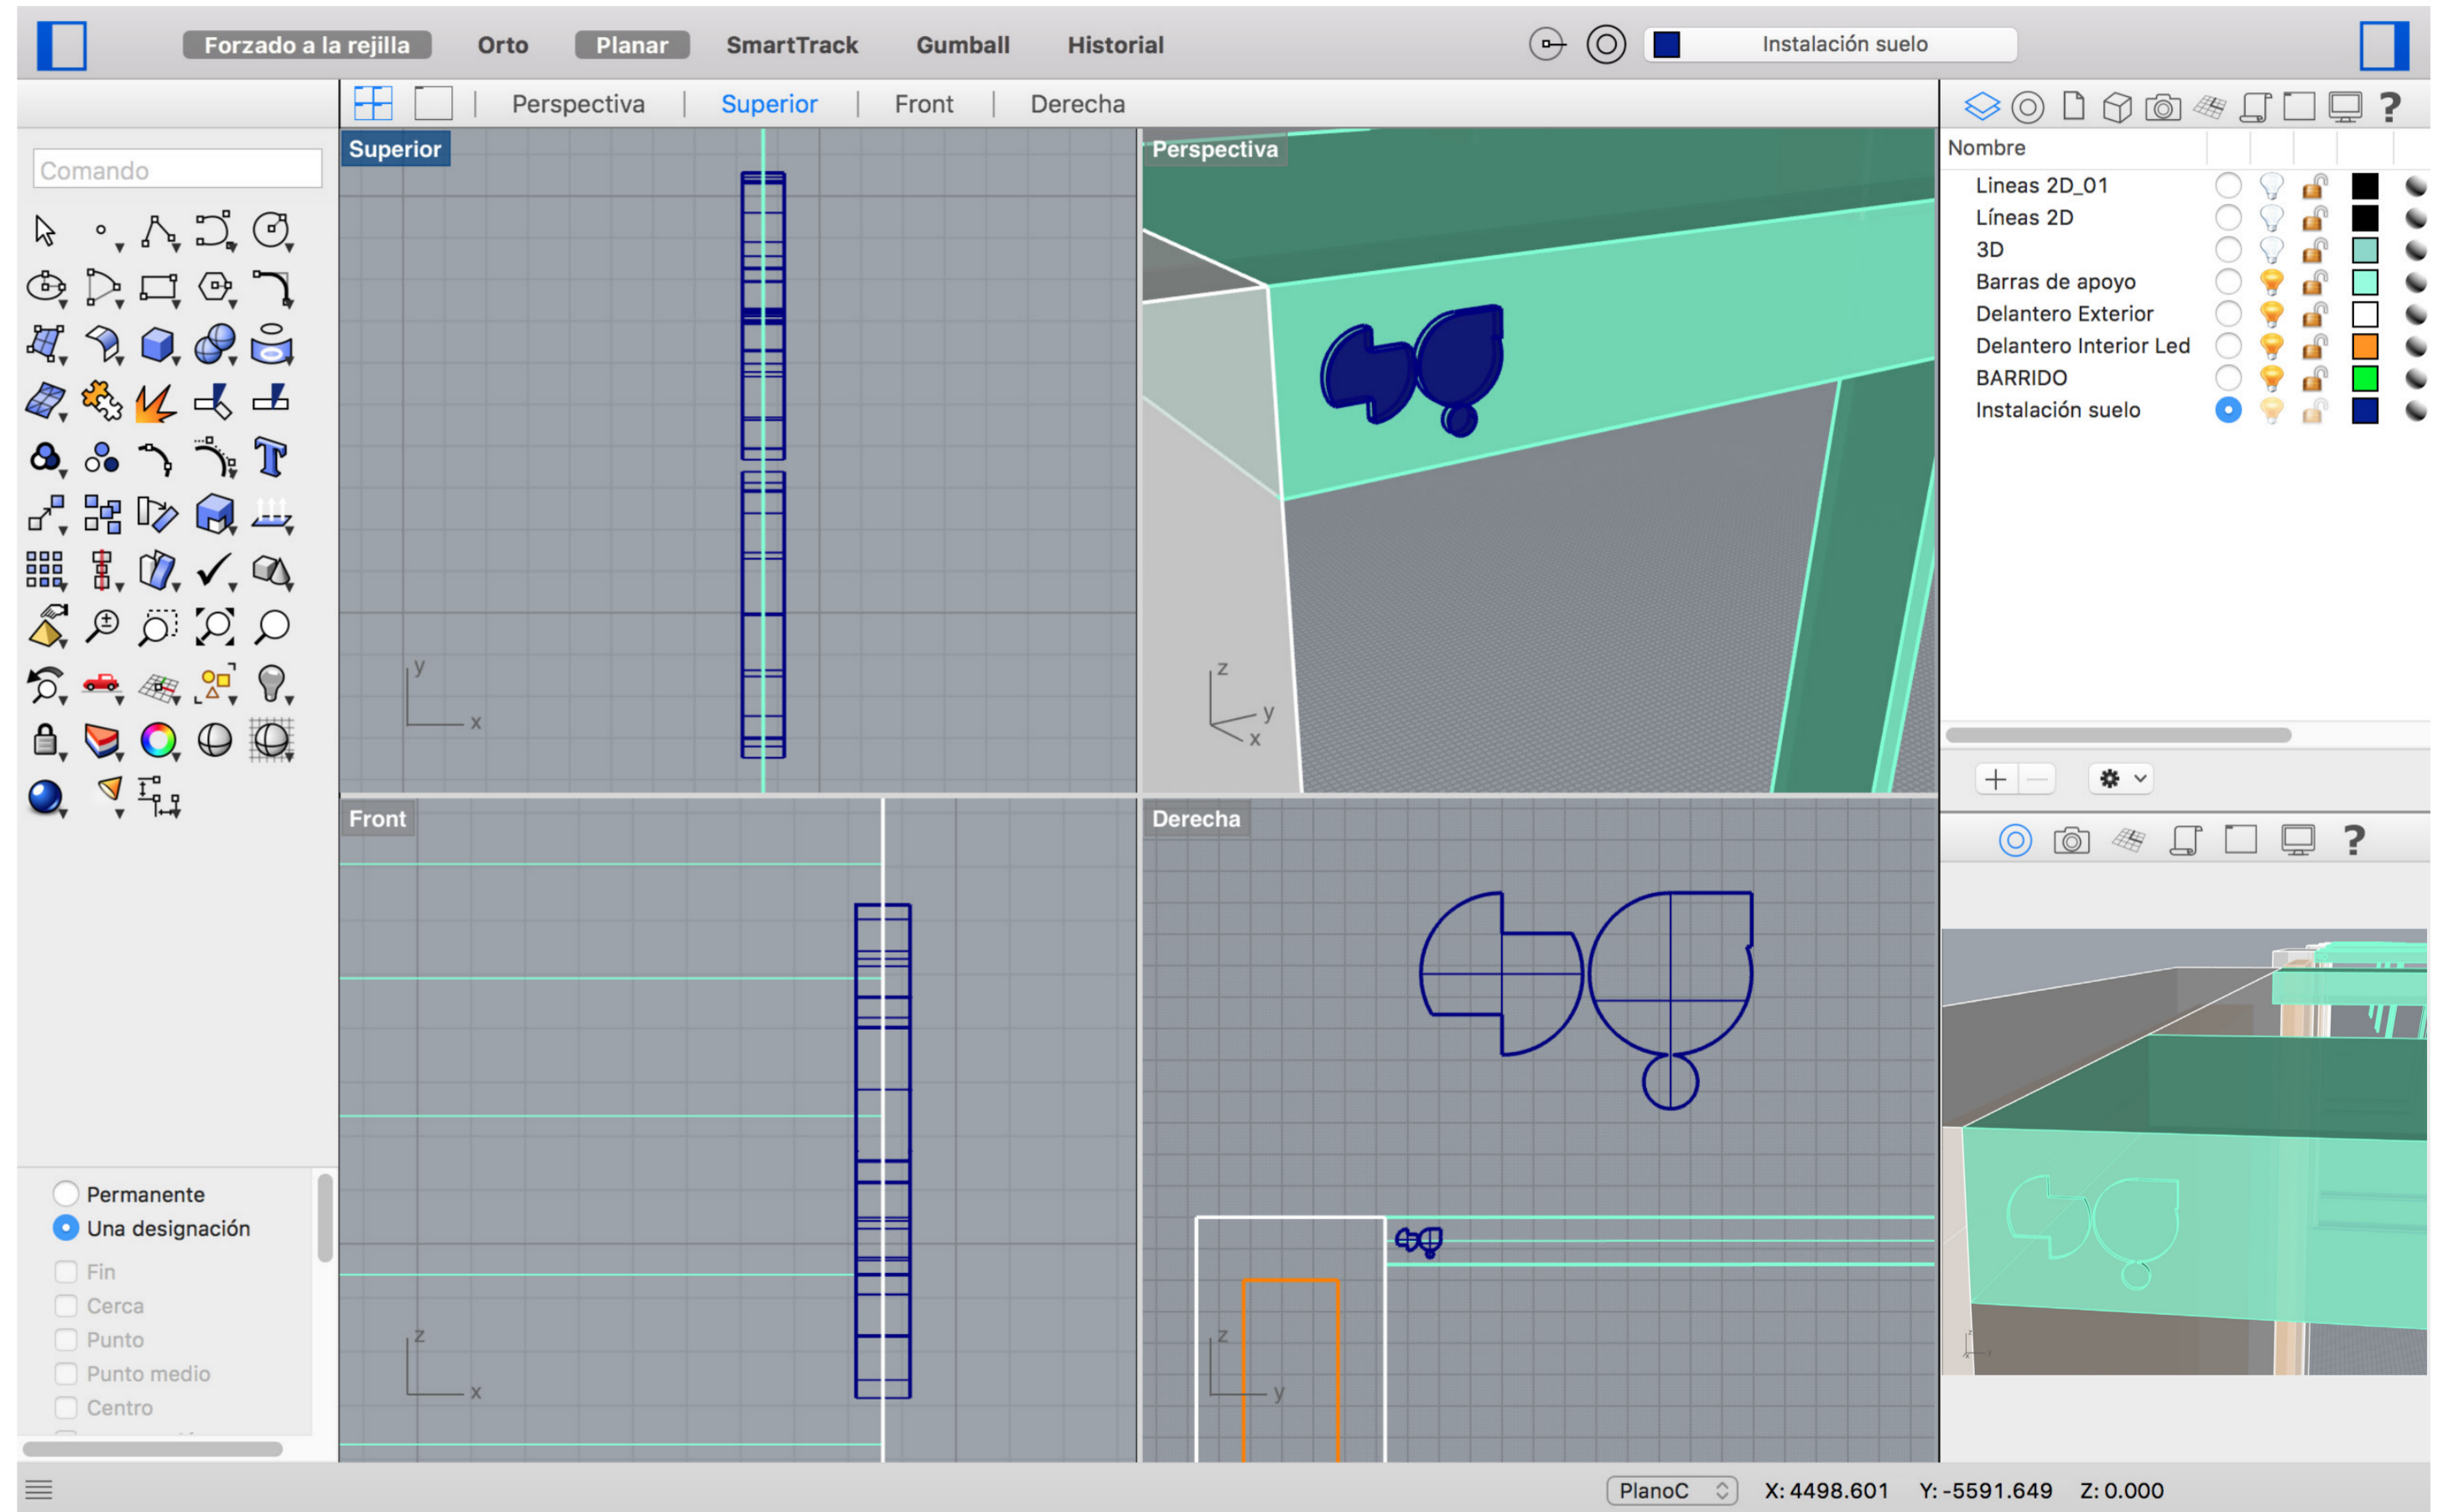 Forzado a la rejilla Orto Planar SmartTrack Gumball Historial Instalación suelo
Perspectiva Superior Front Derecha
Comando
Superior
y
x
Perspectiva
z
y
x
Front
z
x
Derecha
z
y
Nombre
Lineas 2D_01
Líneas 2D
3D
Barras de apoyo
Delantero Exterior
Delantero Interior Led
BARRIDO
Instalación suelo
Permanente
Una designación
Fin
Cerca
Punto
Punto medio
Centro
PlanoC X: 4498.601 Y: -5591.649 Z: 0.000